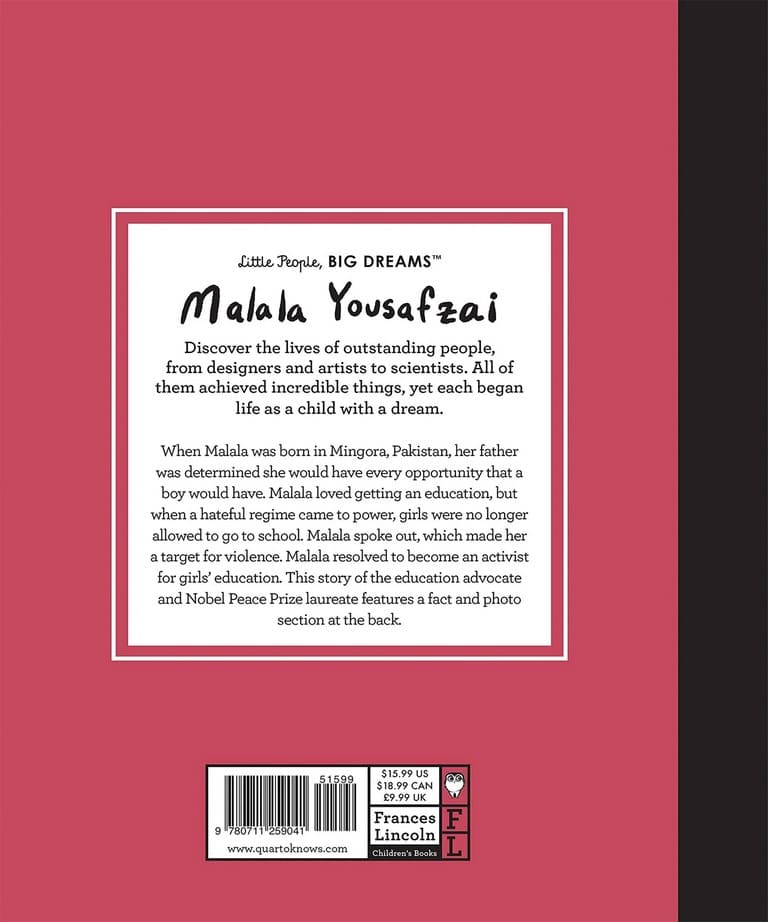 Little People, BIG DREAMS™
Malala Yousafzai
Discover the lives of outstanding people,
from designers and artists to scientists. All of
them achieved incredible things, yet each began
life as a child with a dream.
When Malala was born in Mingora, Pakistan, her father
was determined she would have every opportunity that a
boy would have. Malala loved getting an education, but
when a hateful regime came to power, girls were no longer
allowed to go to school. Malala spoke out, which made her
a target for violence. Malala resolved to become an activist
for girls’ education. This story of the education advocate
and Nobel Peace Prize laureate features a fact and photo
section at the back.
51599
9 780711 259041
www.quartoknows.com
$15.99 US
$18.99 CAN
£9.99 UK
Frances
Lincoln
Children's Books
F
L